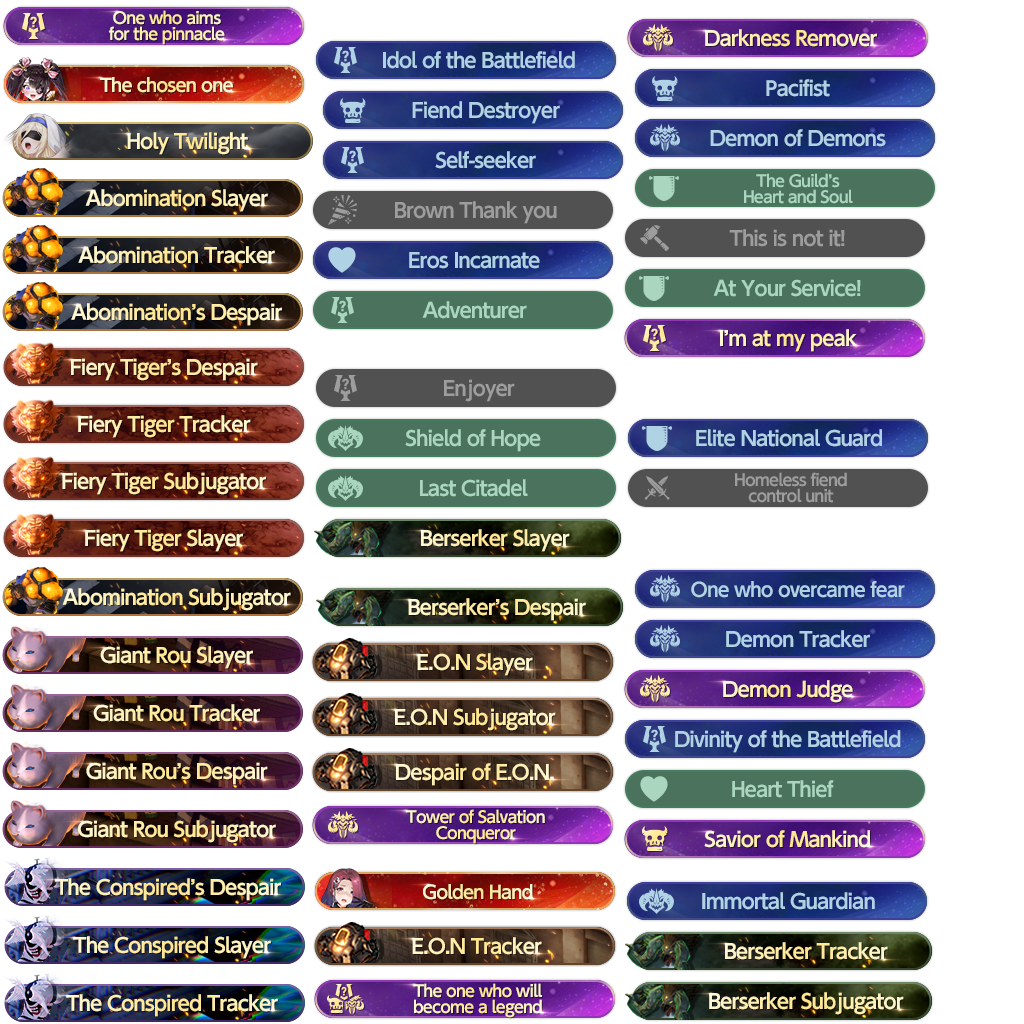 One who aims
for the pinnacle
The chosen one
Holy Twilight
Abomination Slayer
Abomination Tracker
Abomination's Despair
Fiery Tiger's Despair
Fiery Tiger Tracker
Fiery Tiger Subjugator
Fiery Tiger Slayer
Abomination Subjugator
Giant Rou Slayer
Giant Rou Tracker
Giant Rou's Despair
Giant Rou Subjugator
The Conspired's Despair
The Conspired Slayer
The Conspired Tracker
Idol of the Battlefield
Fiend Destroyer
Self-seeker
Brown Thank you
Eros Incarnate
Adventurer
Enjoyer
Shield of Hope
Last Citadel
Berserker Slayer
Berserker's Despair
E.O.N Slayer
E.O.N Subjugator
Despair of E.O.N.
Tower of Salvation
Conqueror
Golden Hand
E.O.N Tracker
The one who will
become a legend
Darkness Remover
Pacifist
Demon of Demons
The Guild's
Heart and Soul
This is not it!
At Your Service!
I'm at my peak
Elite National Guard
Homeless fiend
control unit
One who overcame fear
Demon Tracker
Demon Judge
Divinity of the Battlefield
Heart Thief
Savior of Mankind
Immortal Guardian
Berserker Tracker
Berserker Subjugator